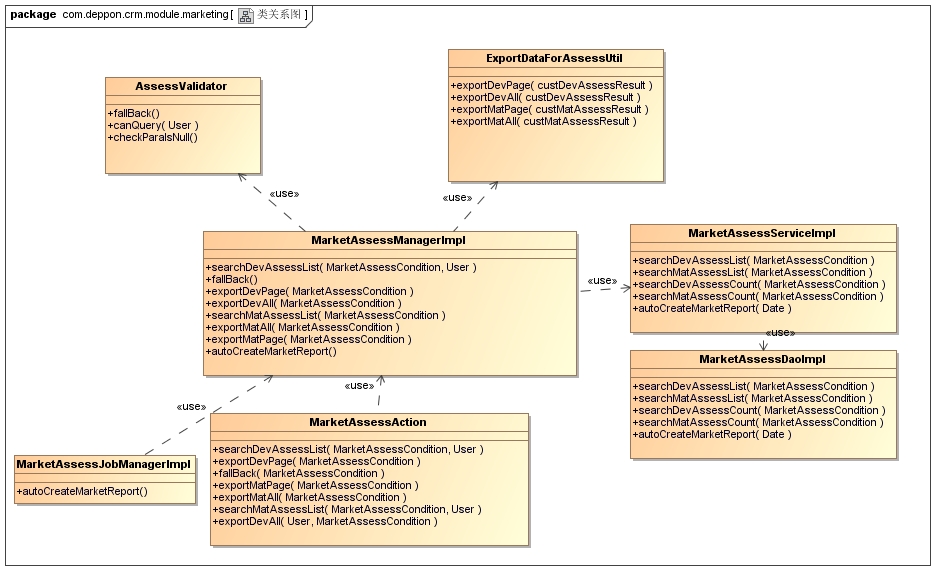 package com.deppon.crm.module.marketing [ 类关系图 ]
AssessValidator
+fallBack()
+canQuery( User )
+checkParaIsNull()
ExportDataForAssessUtil
+exportDevPage( custDevAssessResult )
+exportDevAll( custDevAssessResult )
+exportMatPage( custMatAssessResult )
+exportMatAll( custMatAssessResult )
«use»
«use»
MarketAssessManagerImpl
+searchDevAssessList( MarketAssessCondition, User )
+fallBack()
+exportDevPage( MarketAssessCondition )
+exportDevAll( MarketAssessCondition )
+searchMatAssessList( MarketAssessCondition )
+exportMatAll( MarketAssessCondition )
+exportMatPage( MarketAssessCondition )
+autoCreateMarketReport()
«use»
MarketAssessServiceImpl
+searchDevAssessList( MarketAssessCondition )
+searchMatAssessList( MarketAssessCondition )
+searchDevAssessCount( MarketAssessCondition )
+searchMatAssessCount( MarketAssessCondition )
+autoCreateMarketReport( Date )
«use»
MarketAssessDaoImpl
+searchDevAssessList( MarketAssessCondition )
+searchMatAssessList( MarketAssessCondition )
+searchDevAssessCount( MarketAssessCondition )
+searchMatAssessCount( MarketAssessCondition )
+autoCreateMarketReport( Date )
«use»
«use»
MarketAssessJobManagerImpl
+autoCreateMarketReport()
MarketAssessAction
+searchDevAssessList( MarketAssessCondition, User )
+exportDevPage( MarketAssessCondition )
+fallBack( MarketAssessCondition )
+exportMatPage( MarketAssessCondition )
+exportMatAll( MarketAssessCondition )
+searchMatAssessList( MarketAssessCondition, User )
+exportDevAll( User, MarketAssessCondition )